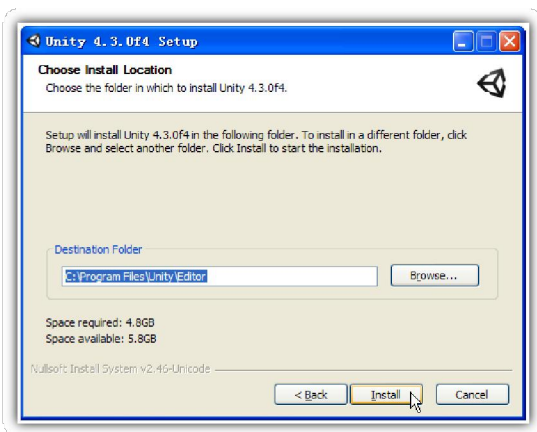 Unity 4.3.0f4 Setup
Choose Install Location
Choose the folder in which to install Unity 4.3.0f4.
Setup will install Unity 4.3.0f4 in the following folder. To install in a different folder, click
Browse and select another folder. Click Install to start the installation.
Destination Folder
C:\Program Files\Unity\Editor
Browse...
Space required: 4.8GB
Space available: 5.8GB
Nullsoft Install System v2.46-Unicode
< Back Install Cancel